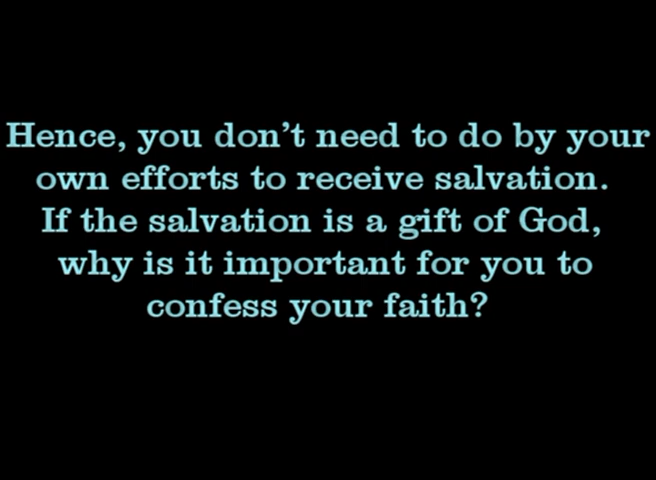 Hence, you don't need to do by your
own efforts to receive salvation.
If the salvation is a gift of God,
why is it important for you to
confess your faith?